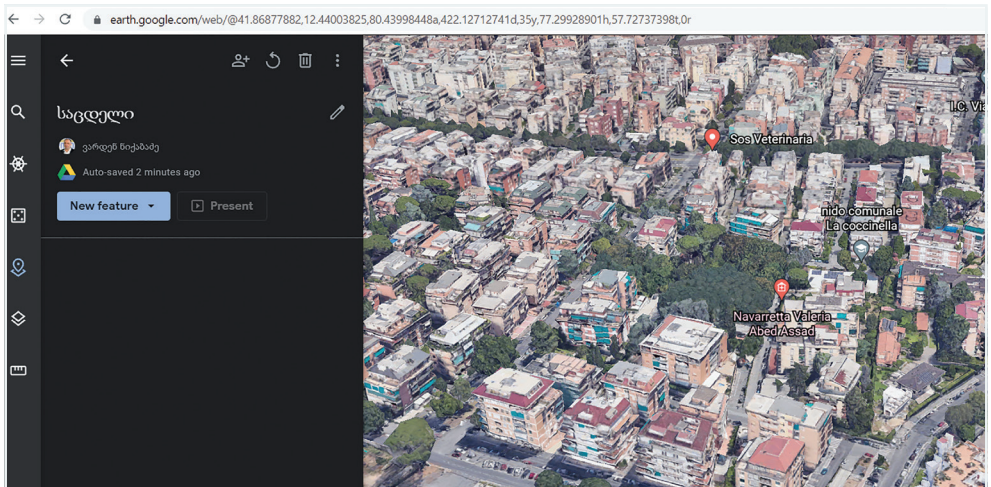 earth.google.com/web/@41.86877882,12.44003825,80.43998448a,422.12712741d,35y,77.29928901h,57.72737398t,0r
საცდელი
ვარდენ ნიქაბაძე
Auto-saved 2 minutes ago
New feature
Present
I.C. Via
Sos Veterinaria
nido comunale
La coccinella
Navarretta Valeria
Abed Assad